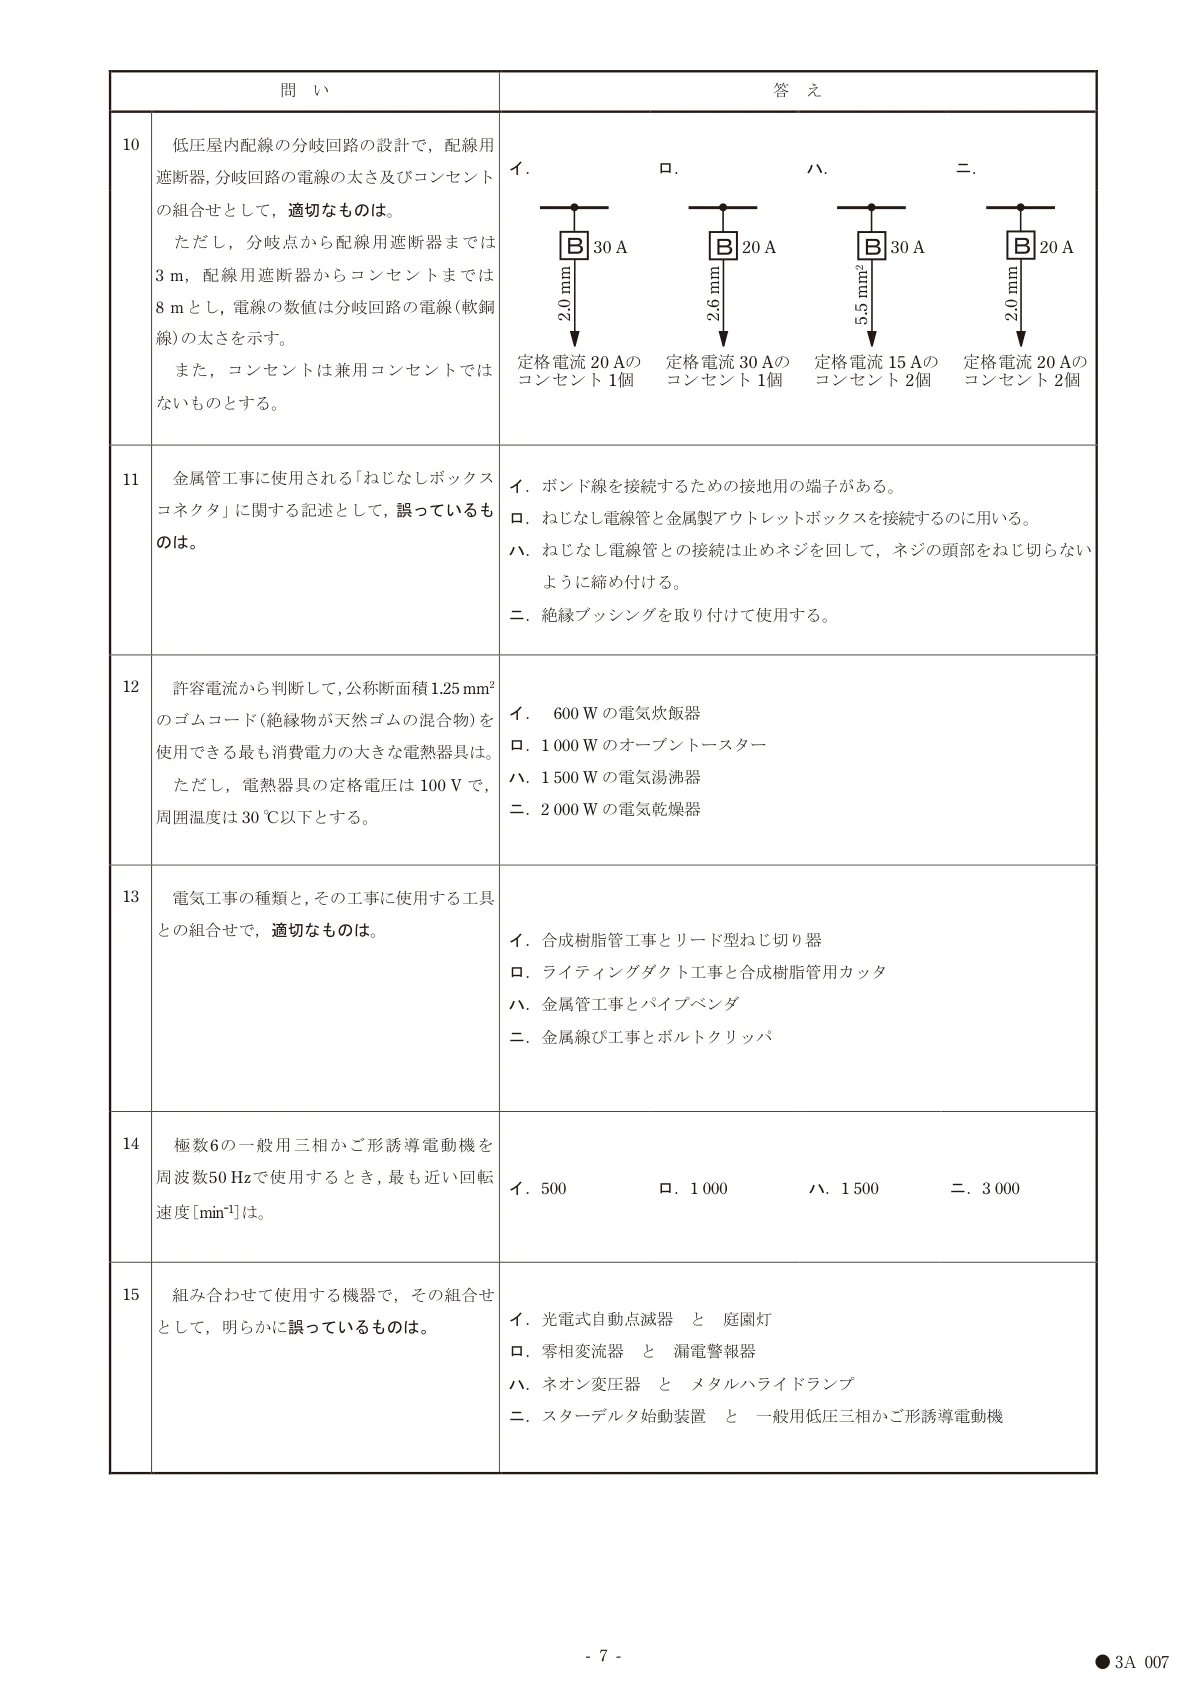 問　い　答　え
10　低圧屋内配線の分岐回路の設計で，配線用
遮断器，分岐回路の電線の太さ及びコンセント
の組合せとして，適切なものは。
ただし，分岐点から配線用遮断器までは
3 m，配線用遮断器からコンセントまでは
8 mとし，電線の数値は分岐回路の電線(軟銅
線)の太さを示す。
また，コンセントは兼用コンセントでは
ないものとする。
イ．　ロ．　ハ．　ニ．
B 30 A　B 20 A　B 30 A　B 20 A
2.0 mm　2.6 mm　5.5 mm²　2.0 mm
定格電流 20 Aの　定格電流 30 Aの　定格電流 15 Aの　定格電流 20 Aの
コンセント 1個　コンセント 1個　コンセント 2個　コンセント 2個
11　金属管工事に使用される「ねじなしボックス
コネクタ」に関する記述として，誤っているも
のは。
イ．ボンド線を接続するための接地用の端子がある。
ロ．ねじなし電線管と金属製アウトレットボックスを接続するのに用いる。
ハ．ねじなし電線管との接続は止めネジを回して，ネジの頭部をねじ切らない
ように締め付ける。
ニ．絶縁ブッシングを取り付けて使用する。
12　許容電流から判断して，公称断面積1.25 mm²
のゴムコード(絶縁物が天然ゴムの混合物)を
使用できる最も消費電力の大きな電熱器具は。
ただし，電熱器具の定格電圧は 100 V で，
周囲温度は 30 ℃以下とする。
イ．　600 W の電気炊飯器
ロ．1 000 W のオーブントースター
ハ．1 500 W の電気湯沸器
ニ．2 000 W の電気乾燥器
13　電気工事の種類と，その工事に使用する工具
との組合せで，適切なものは。
イ．合成樹脂管工事とリード型ねじ切り器
ロ．ライティングダクト工事と合成樹脂管用カッタ
ハ．金属管工事とパイプベンダ
ニ．金属線ぴ工事とボルトクリッパ
14　極数6の一般用三相かご形誘導電動機を
周波数50 Hzで使用するとき，最も近い回転
速度［min⁻¹］は。
イ．500　ロ．1 000　ハ．1 500　ニ．3 000
15　組み合わせて使用する機器で，その組合せ
として，明らかに誤っているものは。
イ．光電式自動点滅器　と　庭園灯
ロ．零相変流器　と　漏電警報器
ハ．ネオン変圧器　と　メタルハライドランプ
ニ．スターデルタ始動装置　と　一般用低圧三相かご形誘導電動機
- 7 -
●3A 007